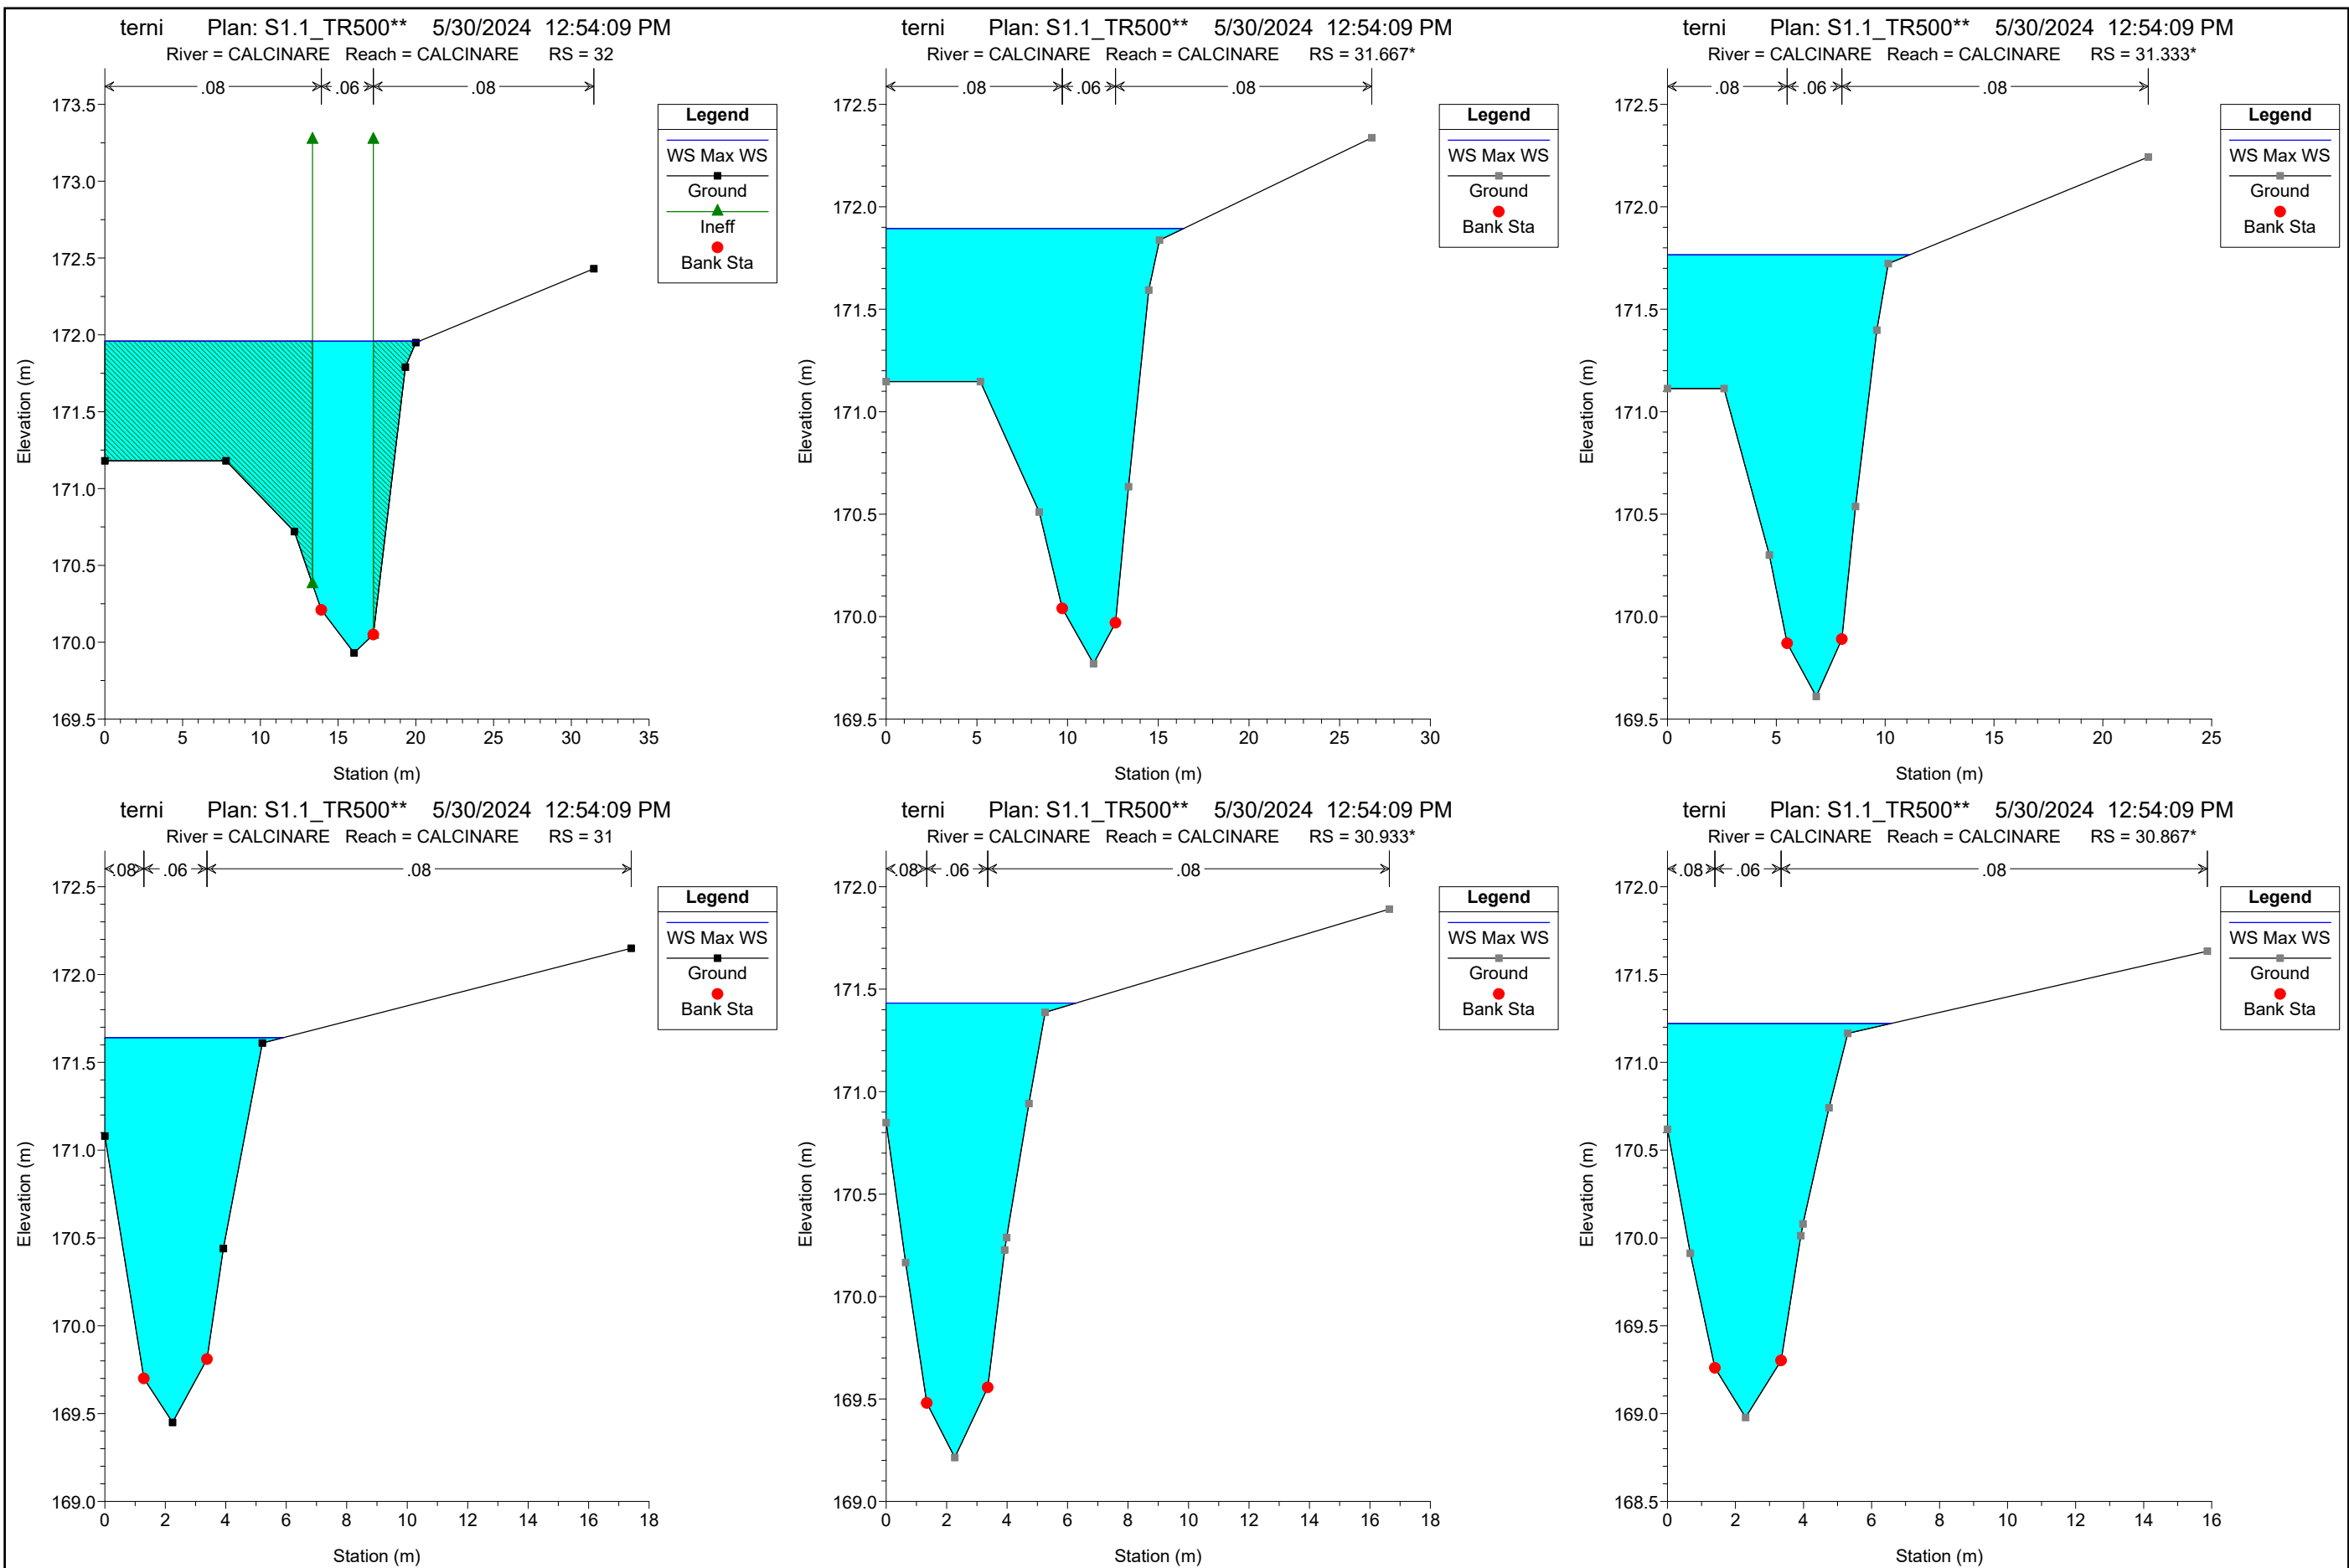 terni Plan: S1.1_TR500** 5/30/2024 12:54:09 PM
River = CALCINARE Reach = CALCINARE RS = 32
.08 .06 .08
173.5
173.0
172.5
172.0
171.5
171.0
170.5
170.0
169.5
Elevation (m)
0 5 10 15 20 25 30 35
Station (m)
Legend
WS Max WS
Ground
Ineff
Bank Sta
terni Plan: S1.1_TR500** 5/30/2024 12:54:09 PM
River = CALCINARE Reach = CALCINARE RS = 31.667*
.08 .06 .08
172.5
172.0
171.5
171.0
170.5
170.0
169.5
Elevation (m)
0 5 10 15 20 25 30
Station (m)
Legend
WS Max WS
Ground
Bank Sta
terni Plan: S1.1_TR500** 5/30/2024 12:54:09 PM
River = CALCINARE Reach = CALCINARE RS = 31.333*
.08 .06 .08
172.5
172.0
171.5
171.0
170.5
170.0
169.5
Elevation (m)
0 5 10 15 20 25
Station (m)
Legend
WS Max WS
Ground
Bank Sta
terni Plan: S1.1_TR500** 5/30/2024 12:54:09 PM
River = CALCINARE Reach = CALCINARE RS = 31
.08 .06 .08
172.5
172.0
171.5
171.0
170.5
170.0
169.5
169.0
Elevation (m)
0 2 4 6 8 10 12 14 16 18
Station (m)
Legend
WS Max WS
Ground
Bank Sta
terni Plan: S1.1_TR500** 5/30/2024 12:54:09 PM
River = CALCINARE Reach = CALCINARE RS = 30.933*
.08 .06 .08
172.0
171.5
171.0
170.5
170.0
169.5
169.0
Elevation (m)
0 2 4 6 8 10 12 14 16 18
Station (m)
Legend
WS Max WS
Ground
Bank Sta
terni Plan: S1.1_TR500** 5/30/2024 12:54:09 PM
River = CALCINARE Reach = CALCINARE RS = 30.867*
.08 .06 .08
172.0
171.5
171.0
170.5
170.0
169.5
169.0
168.5
Elevation (m)
0 2 4 6 8 10 12 14 16
Station (m)
Legend
WS Max WS
Ground
Bank Sta